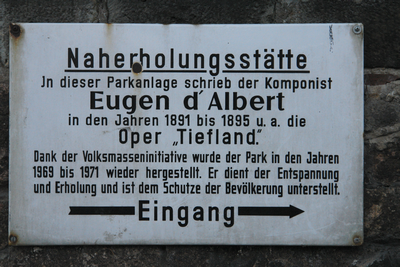 Naherholungsstätte
Jn dieser Parkanlage schrieb der Komponist
Eugen d'Albert
in den Jahren 1891 bis 1895 u. a. die
Oper „Tiefland."
Dank der Volksmasseninitiative wurde der Park in den Jahren
1969 bis 1971 wieder hergestellt. Er dient der Entspannung
und Erholung und ist dem Schutze der Bevölkerung unterstellt.
Eingang